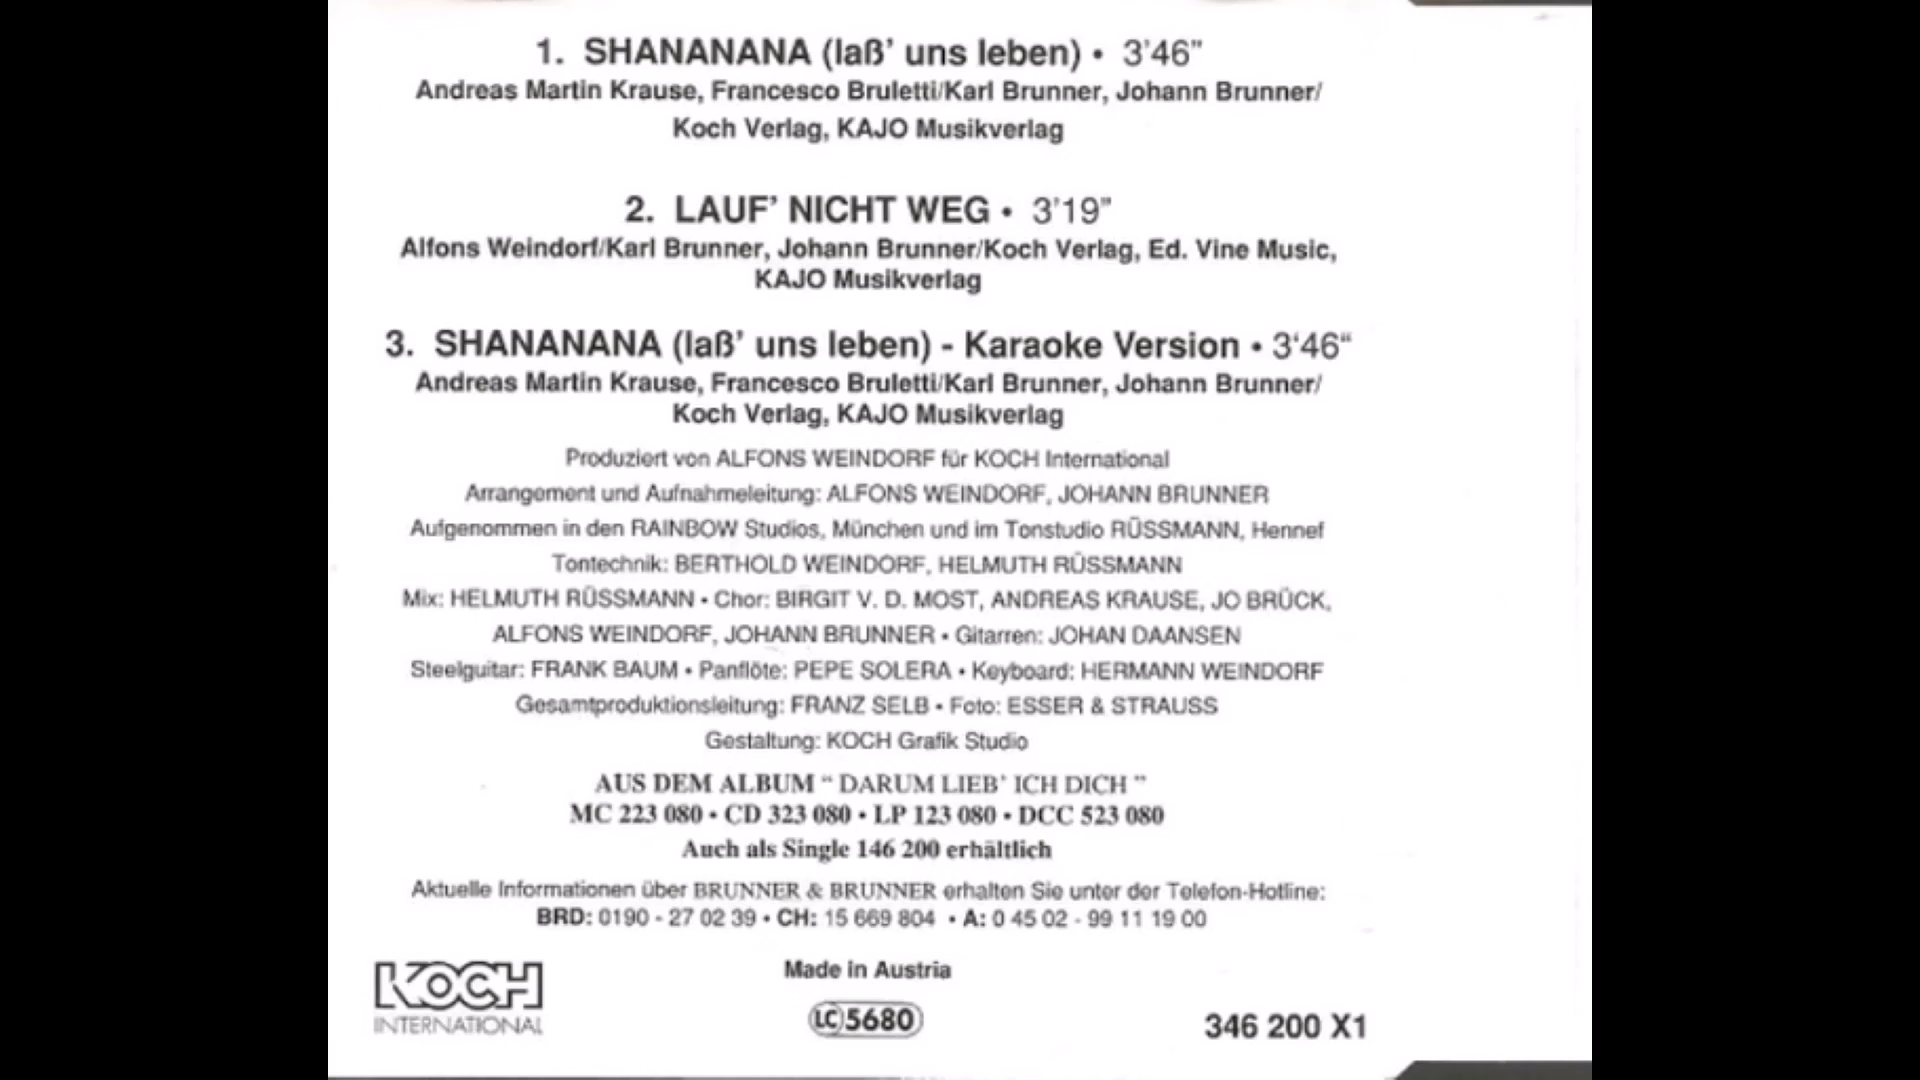 1. SHANANANA (laß’ uns leben) • 3’46”
Andreas Martin Krause, Francesco Bruletti/Karl Brunner, Johann Brunner/
Koch Verlag, KAJO Musikverlag
2. LAUF’ NICHT WEG • 3’19”
Alfons Weindorf/Karl Brunner, Johann Brunner/Koch Verlag, Ed. Vine Music,
KAJO Musikverlag
3. SHANANANA (laß’ uns leben) - Karaoke Version • 3‘46“
Andreas Martin Krause, Francesco Bruletti/Karl Brunner, Johann Brunner/
Koch Verlag, KAJO Musikverlag
Produziert von ALFONS WEINDORF für KOCH International
Arrangement und Aufnahmeleitung: ALFONS WEINDORF, JOHANN BRUNNER
Aufgenommen in den RAINBOW Studios, München und im Tonstudio RÜSSMANN, Hennef
Tontechnik: BERTHOLD WEINDORF, HELMUTH RÜSSMANN
Mix: HELMUTH RÜSSMANN • Chor: BIRGIT V. D. MOST, ANDREAS KRAUSE, JO BRÜCK,
ALFONS WEINDORF, JOHANN BRUNNER • Gitarren: JOHAN DAANSEN
Steelguitar: FRANK BAUM • Panflöte: PEPE SOLERA • Keyboard: HERMANN WEINDORF
Gesamtproduktionsleitung: FRANZ SELB • Foto: ESSER & STRAUSS
Gestaltung: KOCH Grafik Studio
AUS DEM ALBUM “ DARUM LIEB’ ICH DICH ”
MC 223 080 • CD 323 080 • LP 123 080 • DCC 523 080
Auch als Single 146 200 erhältlich
Aktuelle Informationen über BRUNNER & BRUNNER erhalten Sie unter der Telefon-Hotline:
BRD: 0190 - 27 02 39 • CH: 15 669 804 • A: 0 45 02 - 99 11 19 00
KOCH
INTERNATIONAL
Made in Austria
LC 5680
346 200 X1